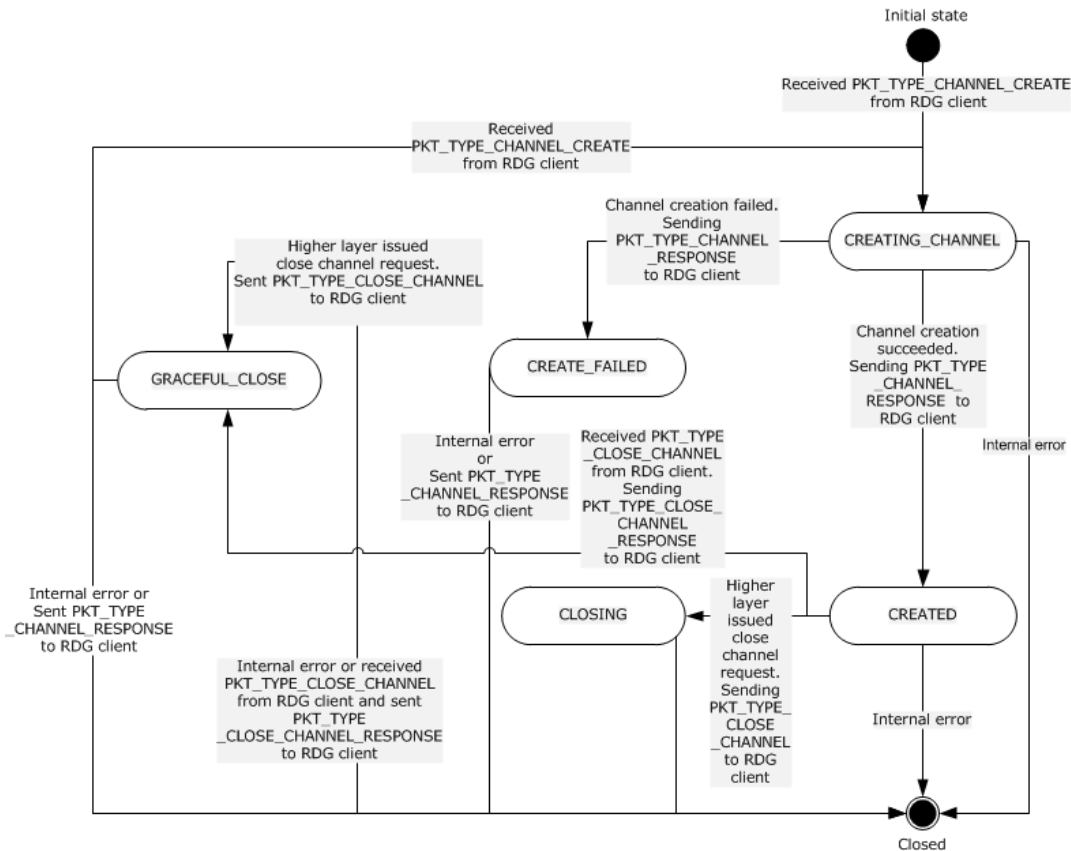 Initial state
Received PKT_TYPE_CHANNEL_CREATE
from RDG client
Received
PKT_TYPE_CHANNEL_CREATE
from RDG client
Channel creation failed.
Sending
PKT_TYPE_CHANNEL
_RESPONSE
to RDG client
CREATING_CHANNEL
Higher layer issued
close channel request.
Sent PKT_TYPE_CLOSE_CHANNEL
to RDG client
Channel creation
succeeded.
Sending PKT_TYPE
_CHANNEL_
RESPONSE to
RDG client
GRACEFUL_CLOSE
CREATE_FAILED
Internal error
Internal error
or
Sent PKT_TYPE
_CHANNEL_RESPONSE
to RDG client
Received PKT_TYPE
_CLOSE_CHANNEL
from RDG client.
Sending
PKT_TYPE_CLOSE_
CHANNEL
_RESPONSE
to RDG client
Internal error or
Sent PKT_TYPE
_CHANNEL_RESPONSE
to RDG client
CLOSING
Higher
layer
issued
close
channel
request.
Sending
PKT_TYPE_
CLOSE
_CHANNEL
to RDG
client
CREATED
Internal error or received
PKT_TYPE_CLOSE_CHANNEL
from RDG client and sent
PKT_TYPE
_CLOSE_CHANNEL_RESPONSE
to RDG client
Internal error
Closed